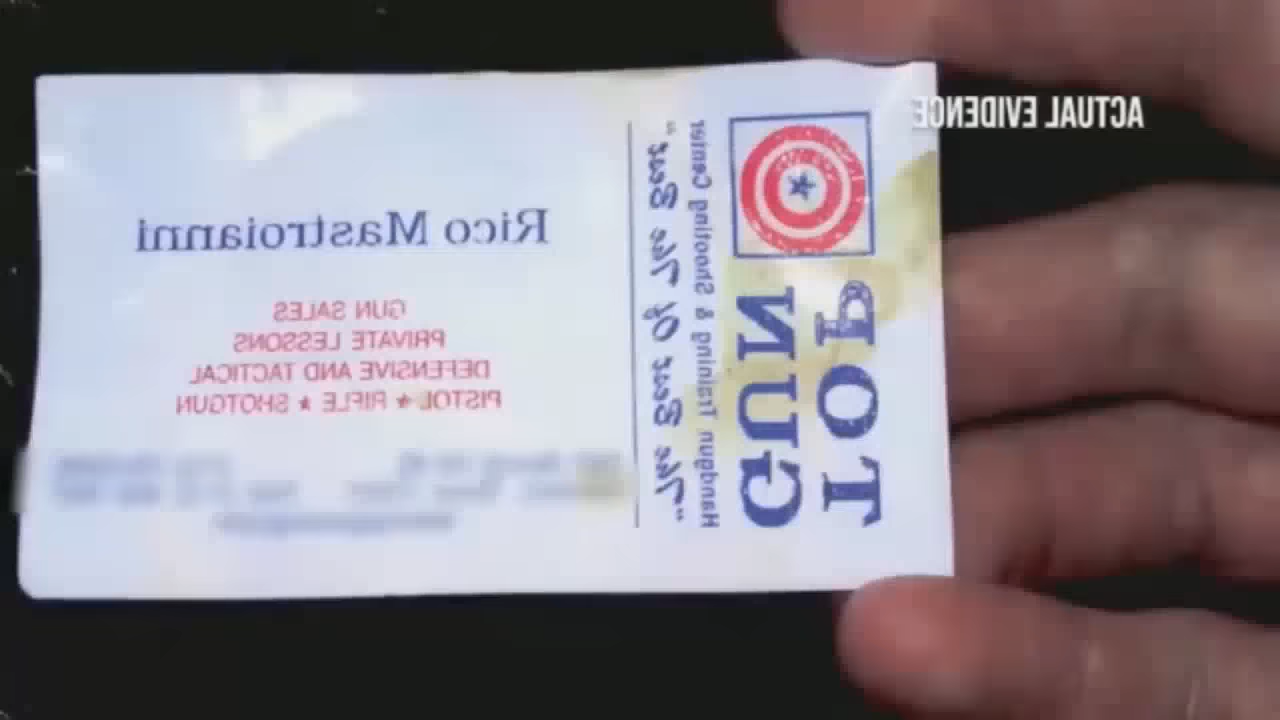 ACTUAL EVIDENCE
TOP
GUN
Handgun Training & Shooting Center
"The Best Of The Best"
Rico Mastroianni
GUN SALES
PRIVATE LESSONS
DEFENSIVE AND TACTICAL
PISTOL ★ RIFLE ★ SHOTGUN